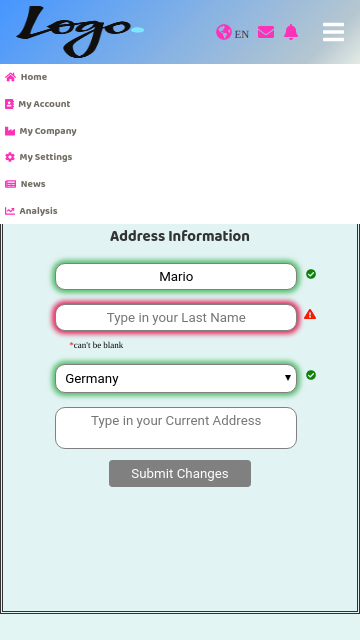 Logo
EN
Home
My Account
My Company
My Settings
News
Analysis
Address Information
Mario
Type in your Last Name
*can't be blank
Germany
Type in your Current Address
Submit Changes